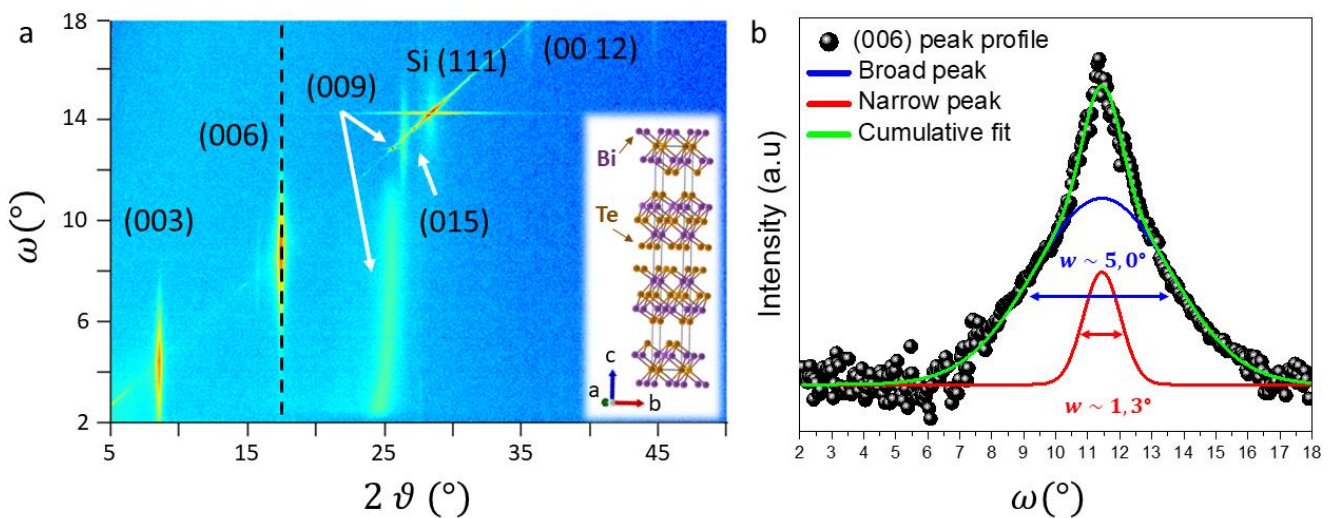 a
18
14
10
6
2
ω(°)
5
15
25
35
45
2 ϑ (°)
(003)
(006)
(009)
Si (111)
(00 12)
(015)
Bi
Te
c
a
b
b
(006) peak profile
Broad peak
Narrow peak
Cumulative fit
w ~ 5,0°
w ~ 1,3°
Intensity (a.u)
2 3 4 5 6 7 8 9 10 11 12 13 14 15 16 17 18
ω(°)